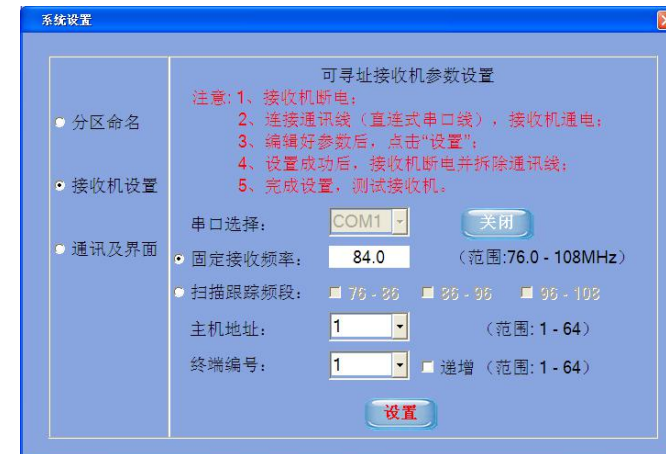 系统设置
可寻址接收机参数设置
注意: 1、接收机断电;
2、连接通讯线（直连式串口线）, 接收机通电;
3、编辑好参数后, 点击“设置”;
4、设置成功后, 接收机断电并拆除通讯线;
5、完成设置, 测试接收机。
分区命名
接收机设置
通讯及界面
串口选择: COM1 关闭
固定接收频率: 84.0 （范围:76.0 - 108MHz）
扫描跟踪频段: 76 - 86 86 - 96 96 - 108
主机地址: 1 （范围: 1 - 64）
终端编号: 1 递增 （范围: 1 - 64）
设置